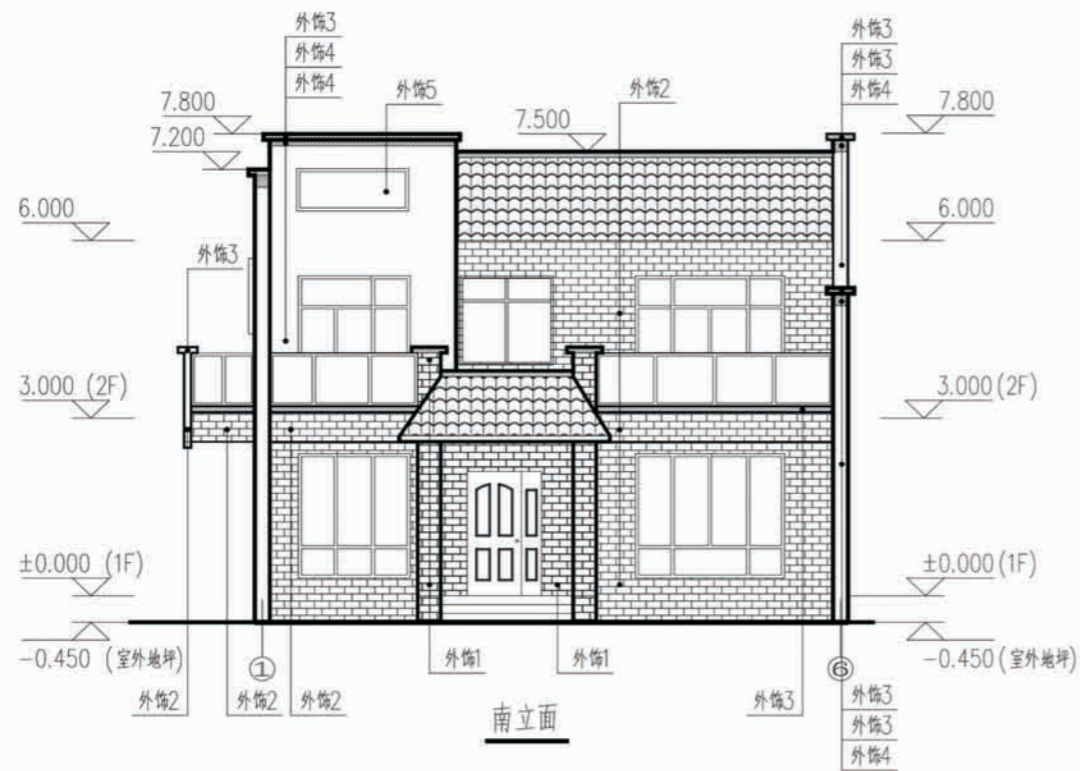 外饰3
外饰4
外饰4
外饰3
外饰3
外饰4
外饰5
外饰2
7.800
7.500
7.800
7.200
6.000
6.000
外饰3
3.000 (2F)
3.000 (2F)
±0.000 (1F)
±0.000 (1F)
-0.450 (室外地坪)
① 
外饰1
外饰1
⑥
-0.450 (室外地坪)
外饰2
外饰2
外饰2
外饰3
外饰3
外饰3
外饰4
南立面